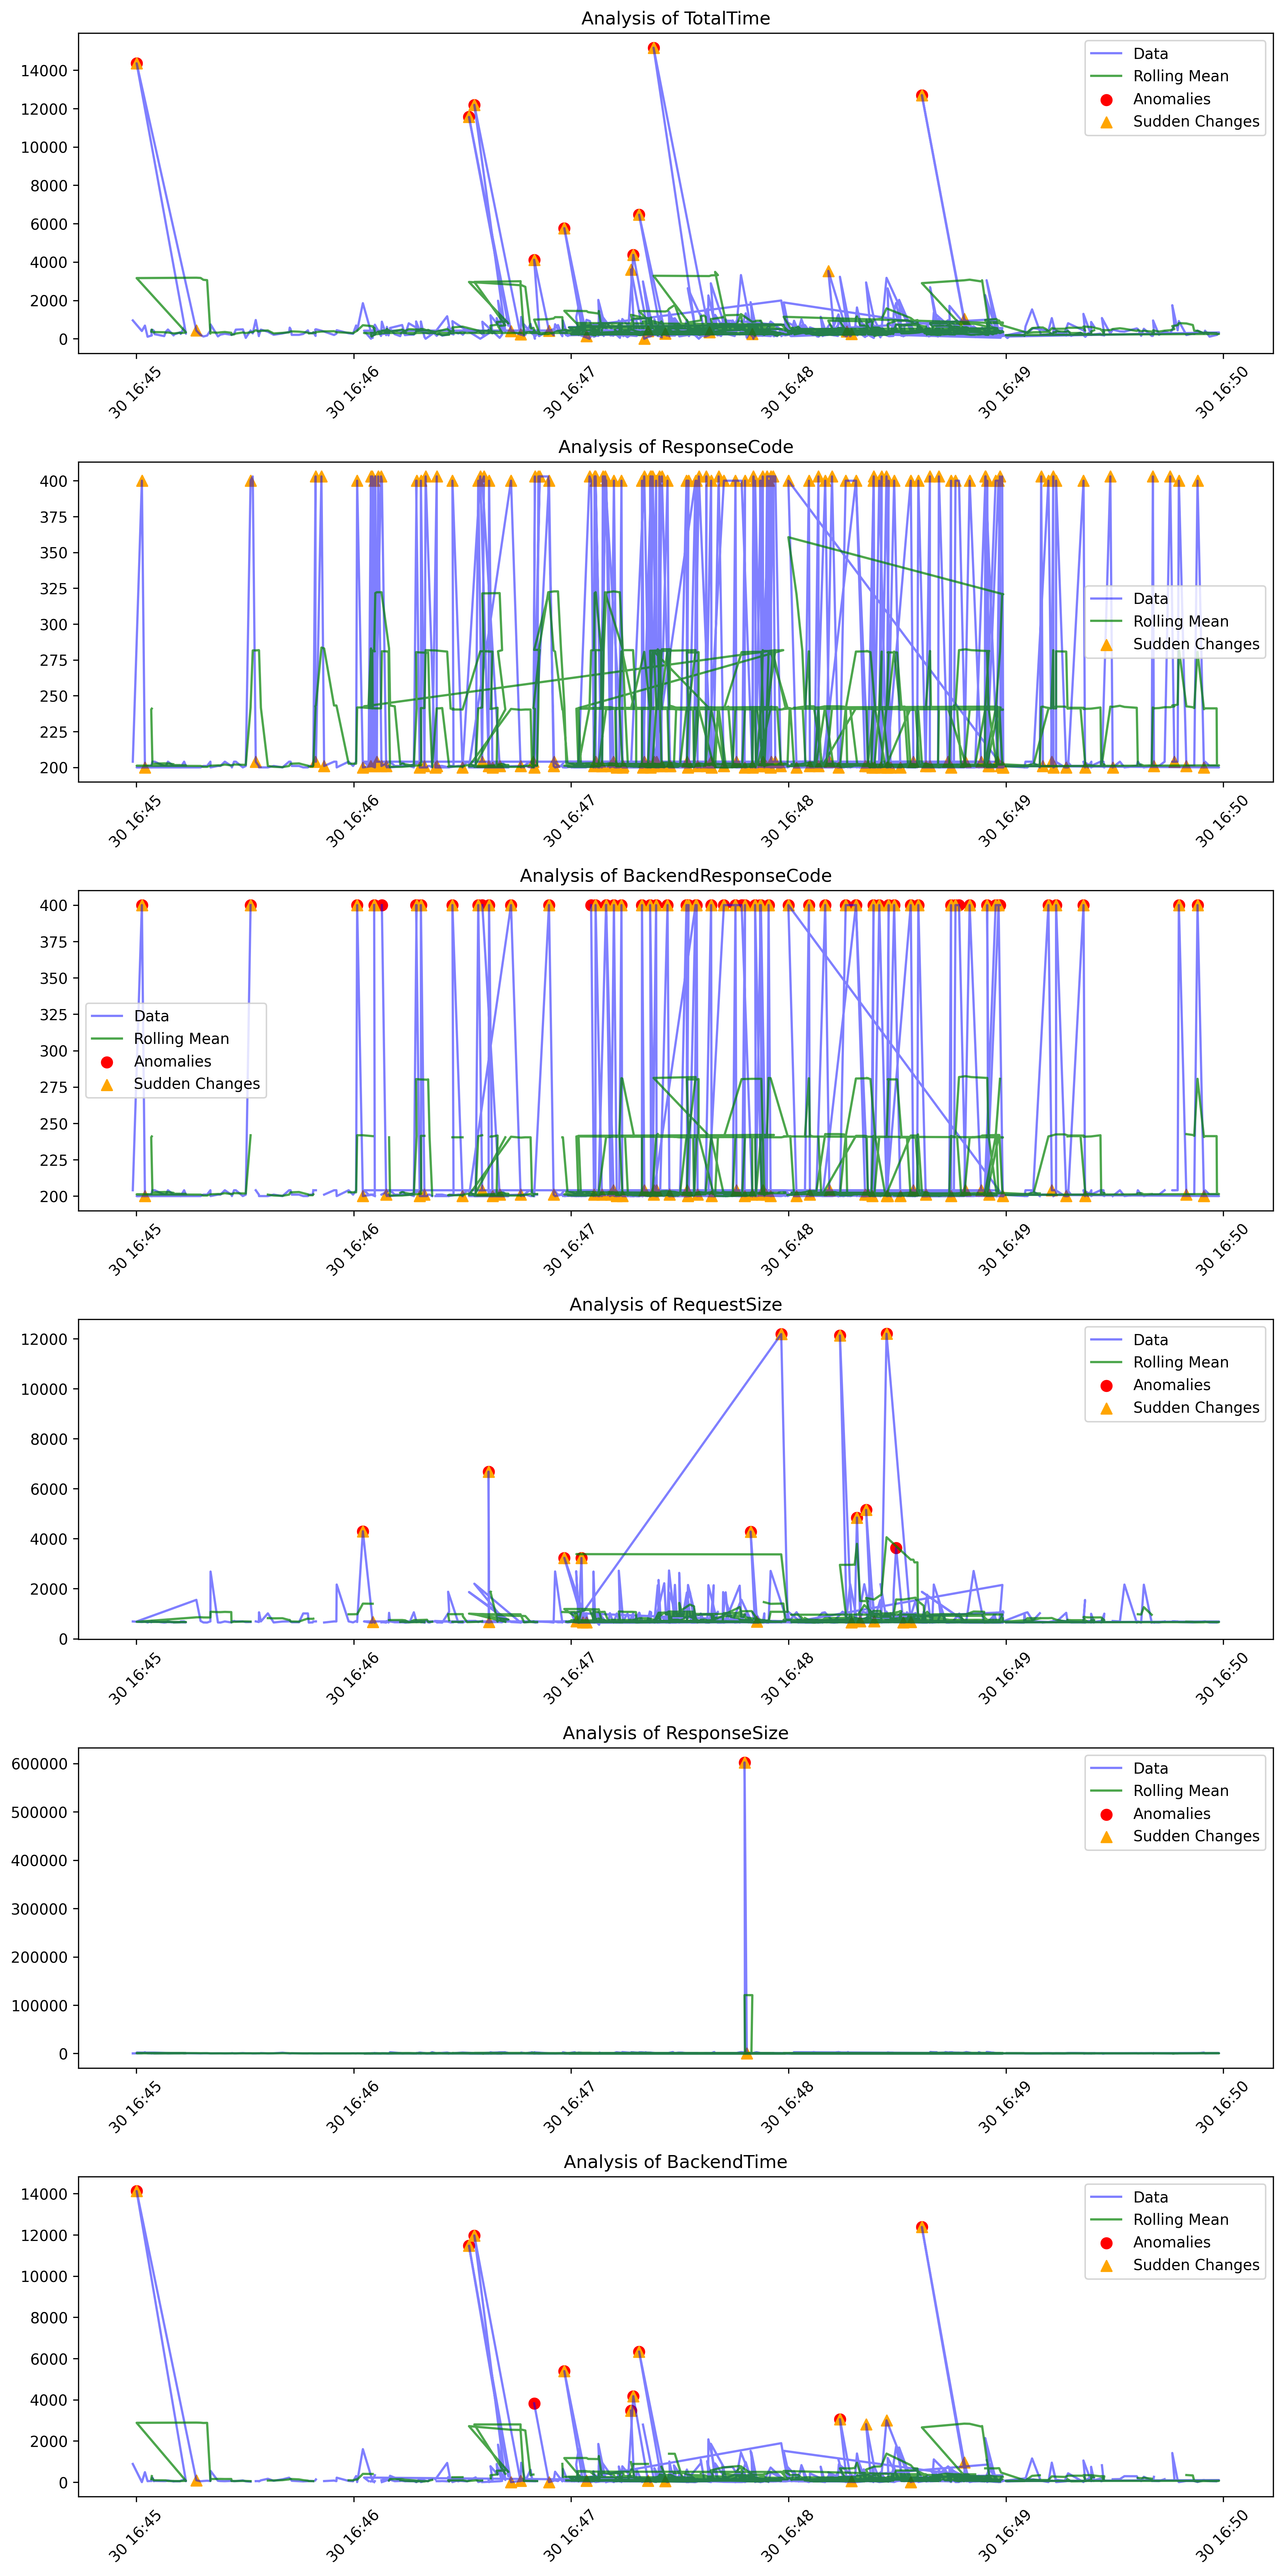 Analysis of TotalTime
14000
12000
10000
8000
6000
4000
2000
0
Data
Rolling Mean
Anomalies
Sudden Changes
30 16:45
30 16:46
30 16:47
30 16:48
30 16:49
30 16:50
Analysis of ResponseCode
400
375
350
325
300
275
250
225
200
Data
Rolling Mean
Sudden Changes
30 16:45
30 16:46
30 16:47
30 16:48
30 16:49
30 16:50
Analysis of BackendResponseCode
400
375
350
325
300
275
250
225
200
Data
Rolling Mean
Anomalies
Sudden Changes
30 16:45
30 16:46
30 16:47
30 16:48
30 16:49
30 16:50
Analysis of RequestSize
12000
10000
8000
6000
4000
2000
0
Data
Rolling Mean
Anomalies
Sudden Changes
30 16:45
30 16:46
30 16:47
30 16:48
30 16:49
30 16:50
Analysis of ResponseSize
600000
500000
400000
300000
200000
100000
0
Data
Rolling Mean
Anomalies
Sudden Changes
30 16:45
30 16:46
30 16:47
30 16:48
30 16:49
30 16:50
Analysis of BackendTime
14000
12000
10000
8000
6000
4000
2000
0
Data
Rolling Mean
Anomalies
Sudden Changes
30 16:45
30 16:46
30 16:47
30 16:48
30 16:49
30 16:50